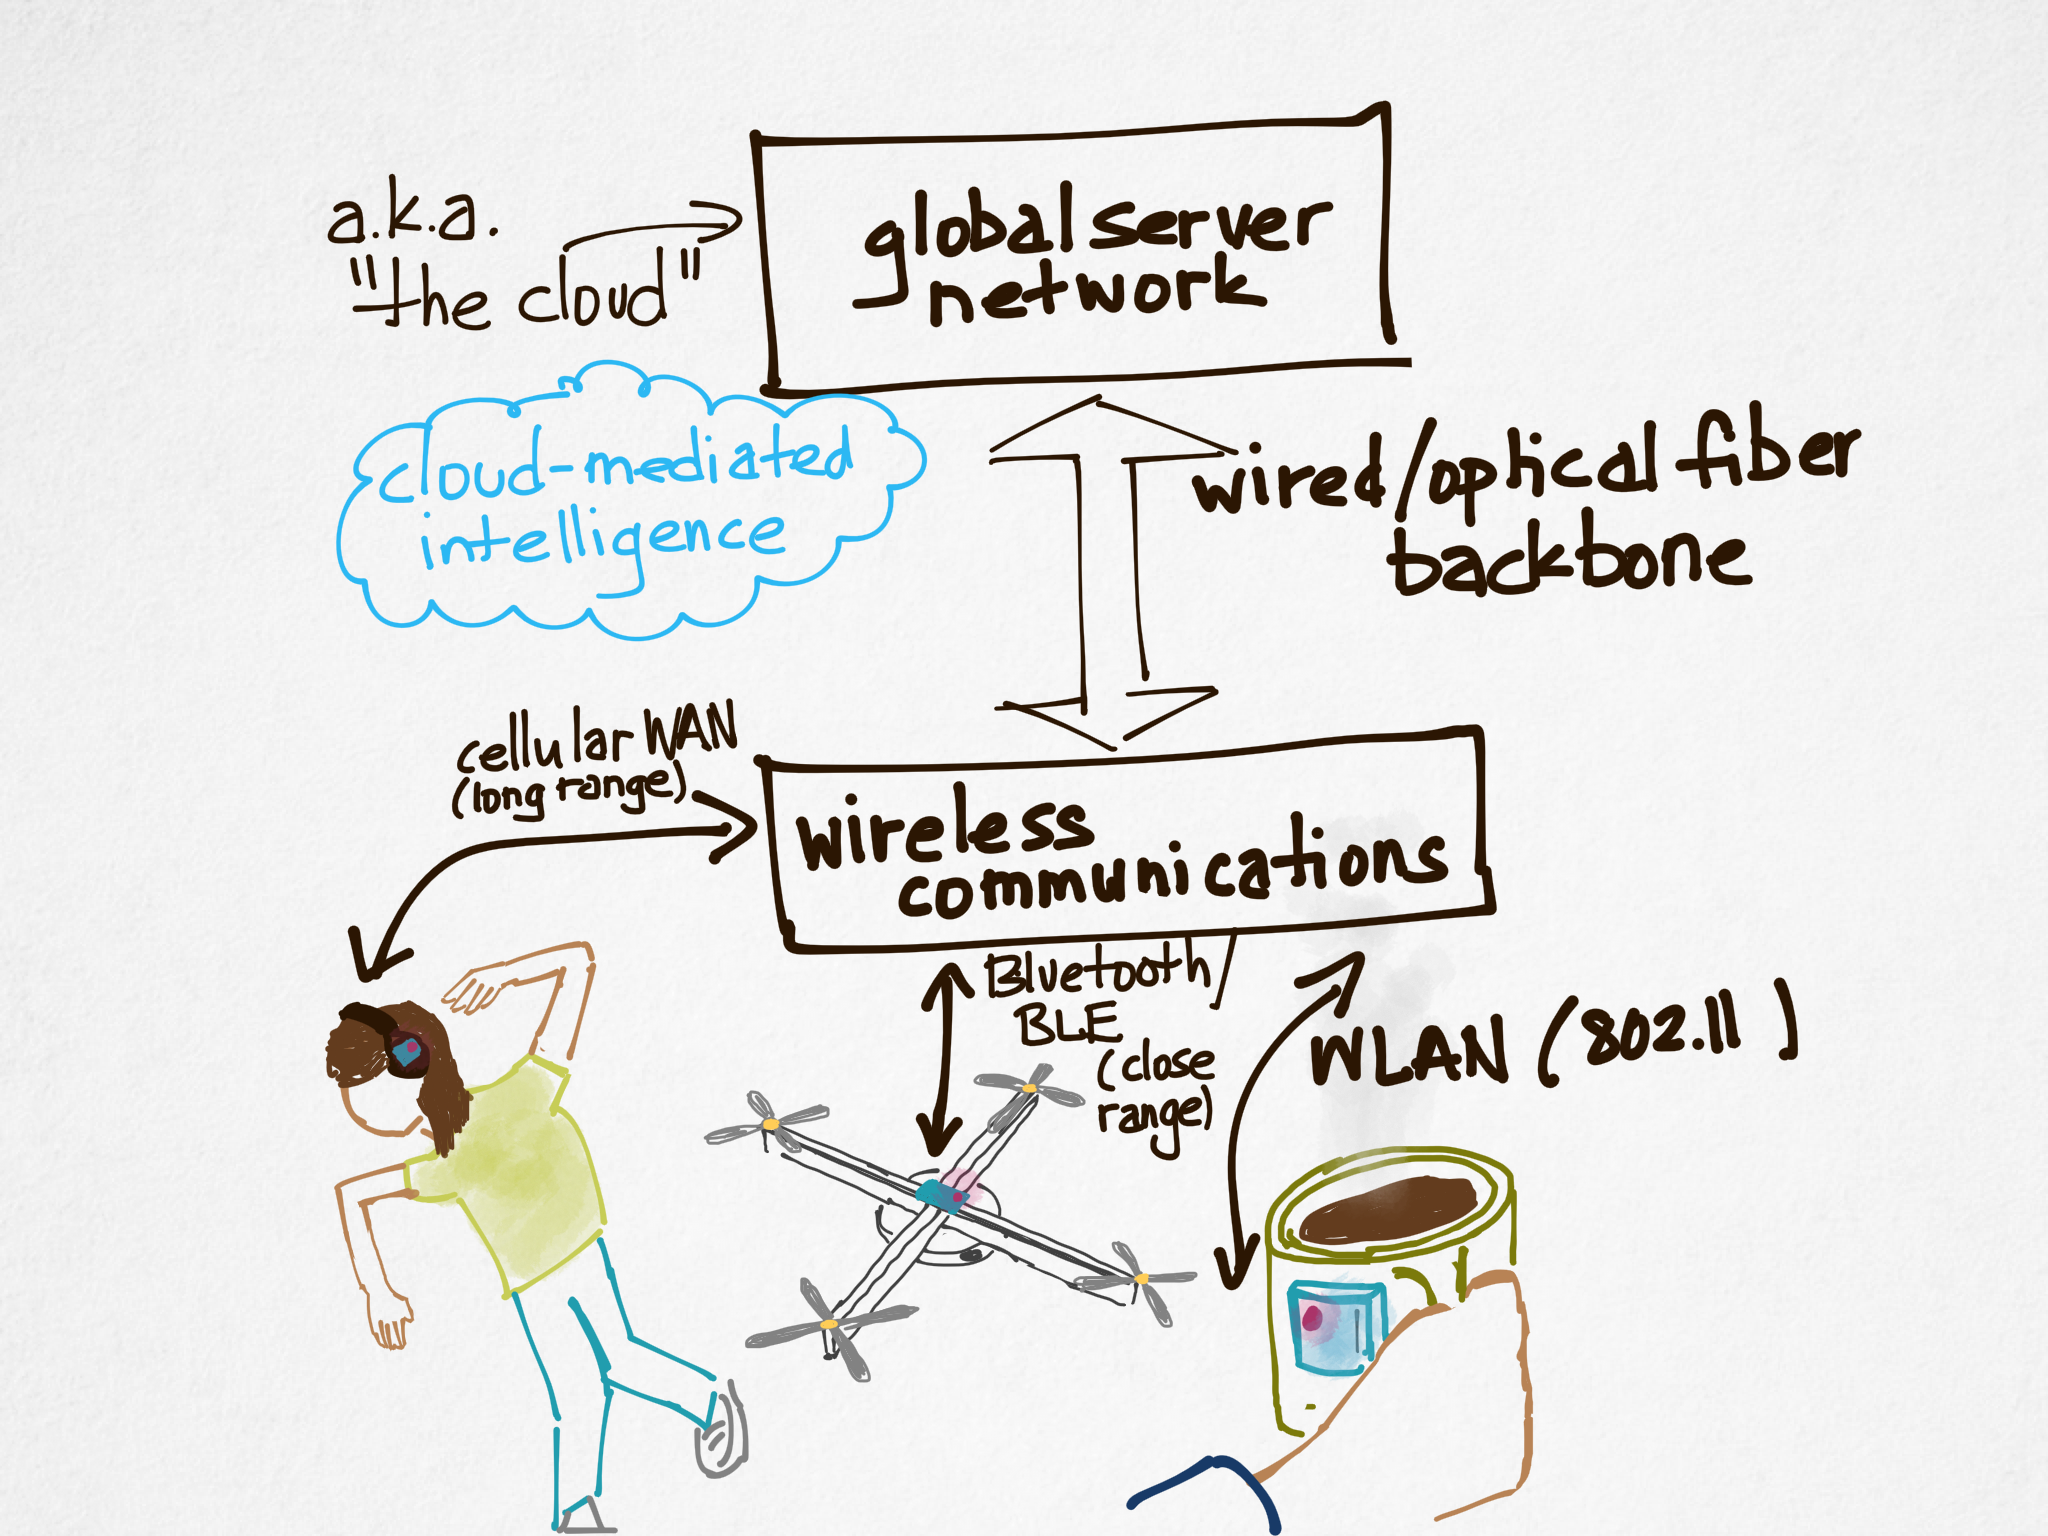 a.k.a.
"the cloud"
global server
network
cloud-mediated
intelligence
wired/optical fiber
backbone
cellular WAN
(long range)
wireless
communications
Bluetooth/
BLE
(close
range)
WLAN (802.11)